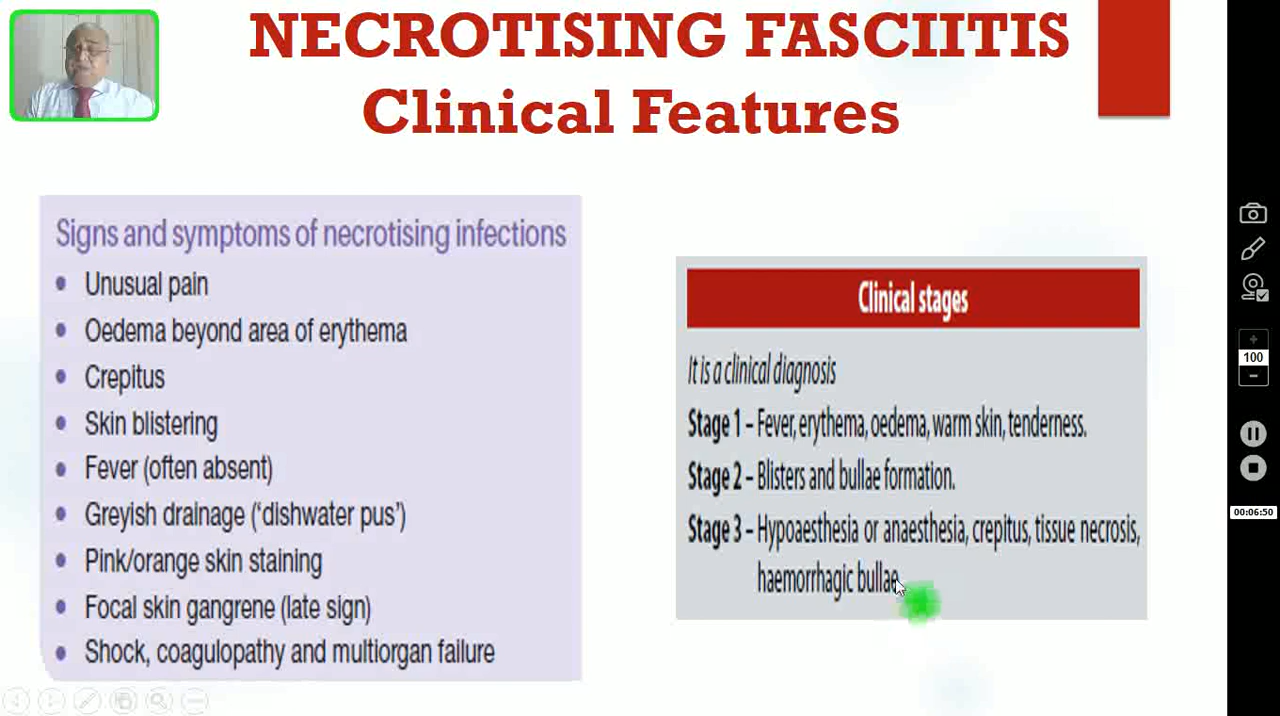 NECROTISING FASCIITIS
Clinical Features
Signs and symptoms of necrotising infections
• Unusual pain
• Oedema beyond area of erythema
• Crepitus
• Skin blistering
• Fever (often absent)
• Greyish drainage (‘dishwater pus’)
• Pink/orange skin staining
• Focal skin gangrene (late sign)
• Shock, coagulopathy and multiorgan failure
Clinical stages
It is a clinical diagnosis
Stage 1 – Fever, erythema, oedema, warm skin, tenderness.
Stage 2 – Blisters and bullae formation.
Stage 3 – Hypoaesthesia or anaesthesia, crepitus, tissue necrosis,
haemorrhagic bullae.
100
00:06:50